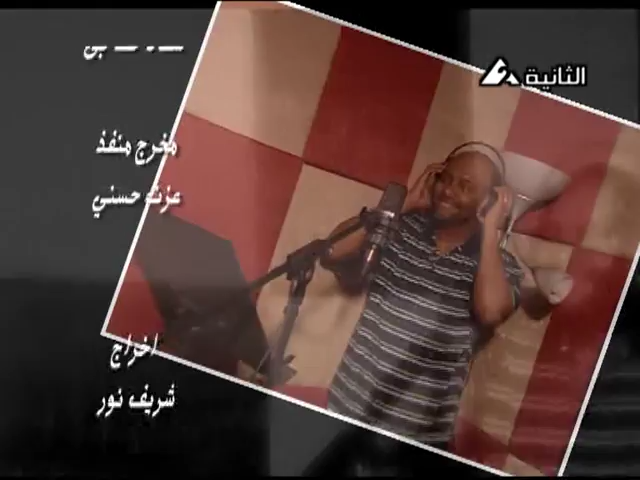 الثانية
مخرج منفذ
عزت حسني
اخراج
شريف نور